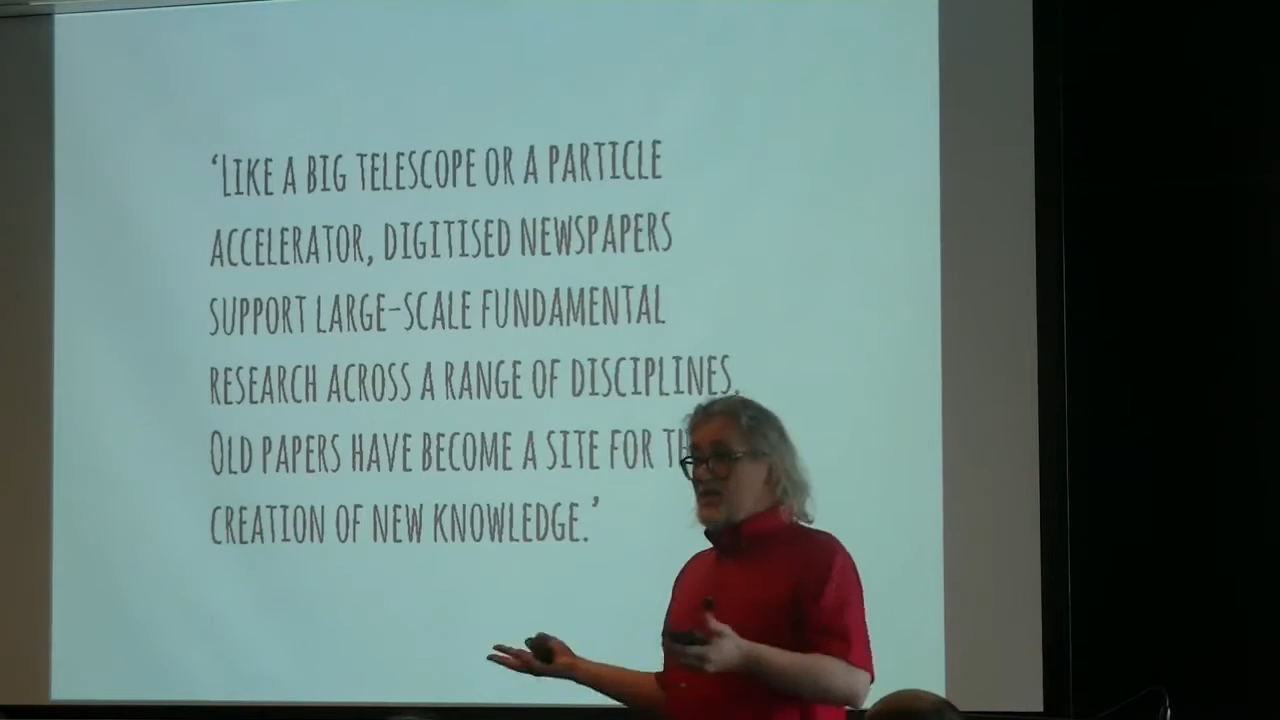 ‘LIKE A BIG TELESCOPE OR A PARTICLE
ACCELERATOR, DIGITISED NEWSPAPERS
SUPPORT LARGE-SCALE FUNDAMENTAL
RESEARCH ACROSS A RANGE OF DISCIPLINES.
OLD PAPERS HAVE BECOME A SITE FOR
CREATION OF NEW KNOWLEDGE.’